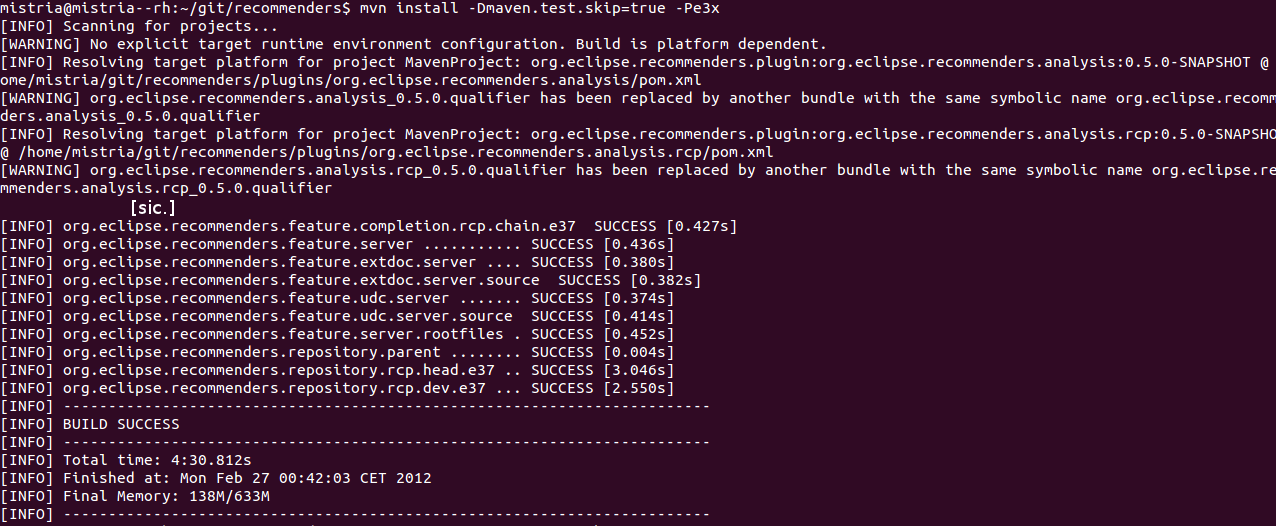 mistria@mistria--rh:~/git/recommenders$ mvn install -Dmaven.test.skip=true -Pe3x
[INFO] Scanning for projects...
[WARNING] No explicit target runtime environment configuration. Build is platform dependent.
[INFO] Resolving target platform for project MavenProject: org.eclipse.recommenders.plugin:org.eclipse.recommenders.analysis:0.5.0-SNAPSHOT @
ome/mistria/git/recommenders/plugins/org.eclipse.recommenders.analysis/pom.xml
[WARNING] org.eclipse.recommenders.analysis_0.5.0.qualifier has been replaced by another bundle with the same symbolic name org.eclipse.recomm
ders.analysis_0.5.0.qualifier
[INFO] Resolving target platform for project MavenProject: org.eclipse.recommenders.plugin:org.eclipse.recommenders.analysis.rcp:0.5.0-SNAPSHO
@ /home/mistria/git/recommenders/plugins/org.eclipse.recommenders.analysis.rcp/pom.xml
[WARNING] org.eclipse.recommenders.analysis.rcp_0.5.0.qualifier has been replaced by another bundle with the same symbolic name org.eclipse.re
mmenders.analysis.rcp_0.5.0.qualifier
[sic.]
[INFO] org.eclipse.recommenders.feature.completion.rcp.chain.e37  SUCCESS [0.427s]
[INFO] org.eclipse.recommenders.feature.server ........... SUCCESS [0.436s]
[INFO] org.eclipse.recommenders.feature.extdoc.server .... SUCCESS [0.380s]
[INFO] org.eclipse.recommenders.feature.extdoc.server.source  SUCCESS [0.382s]
[INFO] org.eclipse.recommenders.feature.udc.server ....... SUCCESS [0.374s]
[INFO] org.eclipse.recommenders.feature.udc.server.source  SUCCESS [0.414s]
[INFO] org.eclipse.recommenders.feature.server.rootfiles . SUCCESS [0.452s]
[INFO] org.eclipse.recommenders.repository.parent ........ SUCCESS [0.004s]
[INFO] org.eclipse.recommenders.repository.rcp.head.e37 .. SUCCESS [3.046s]
[INFO] org.eclipse.recommenders.repository.rcp.dev.e37 ... SUCCESS [2.550s]
[INFO] ------------------------------------------------------------------------
[INFO] BUILD SUCCESS
[INFO] ------------------------------------------------------------------------
[INFO] Total time: 4:30.812s
[INFO] Finished at: Mon Feb 27 00:42:03 CET 2012
[INFO] Final Memory: 138M/633M
[INFO] ------------------------------------------------------------------------